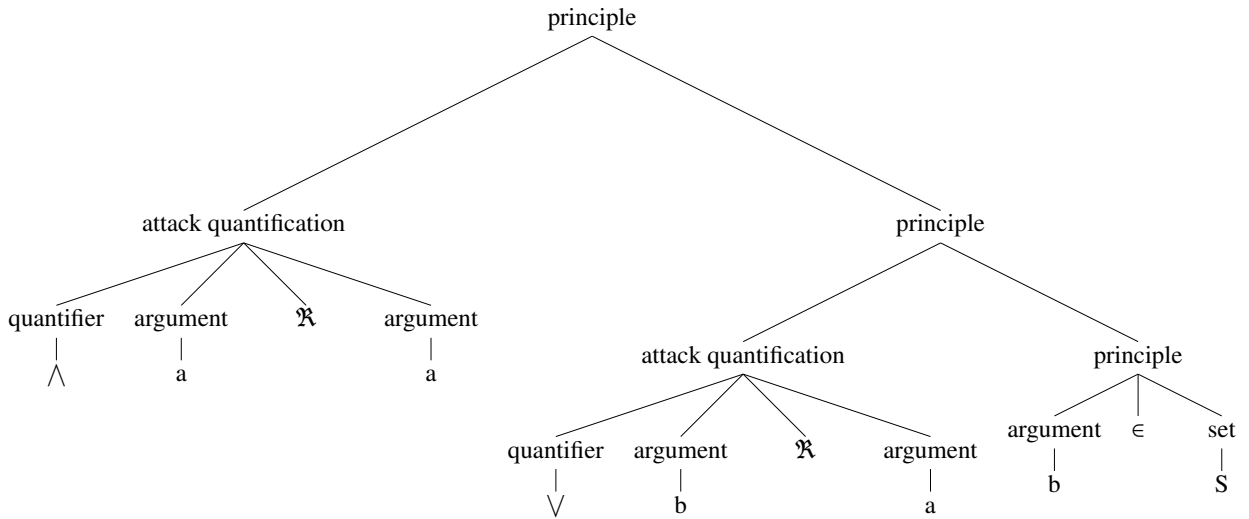 principle
attack quantification principle
quantifier argument ℜ argument
⋀ a a
attack quantification principle
quantifier argument ℜ argument
⋁ b a
argument ∈ set
b S